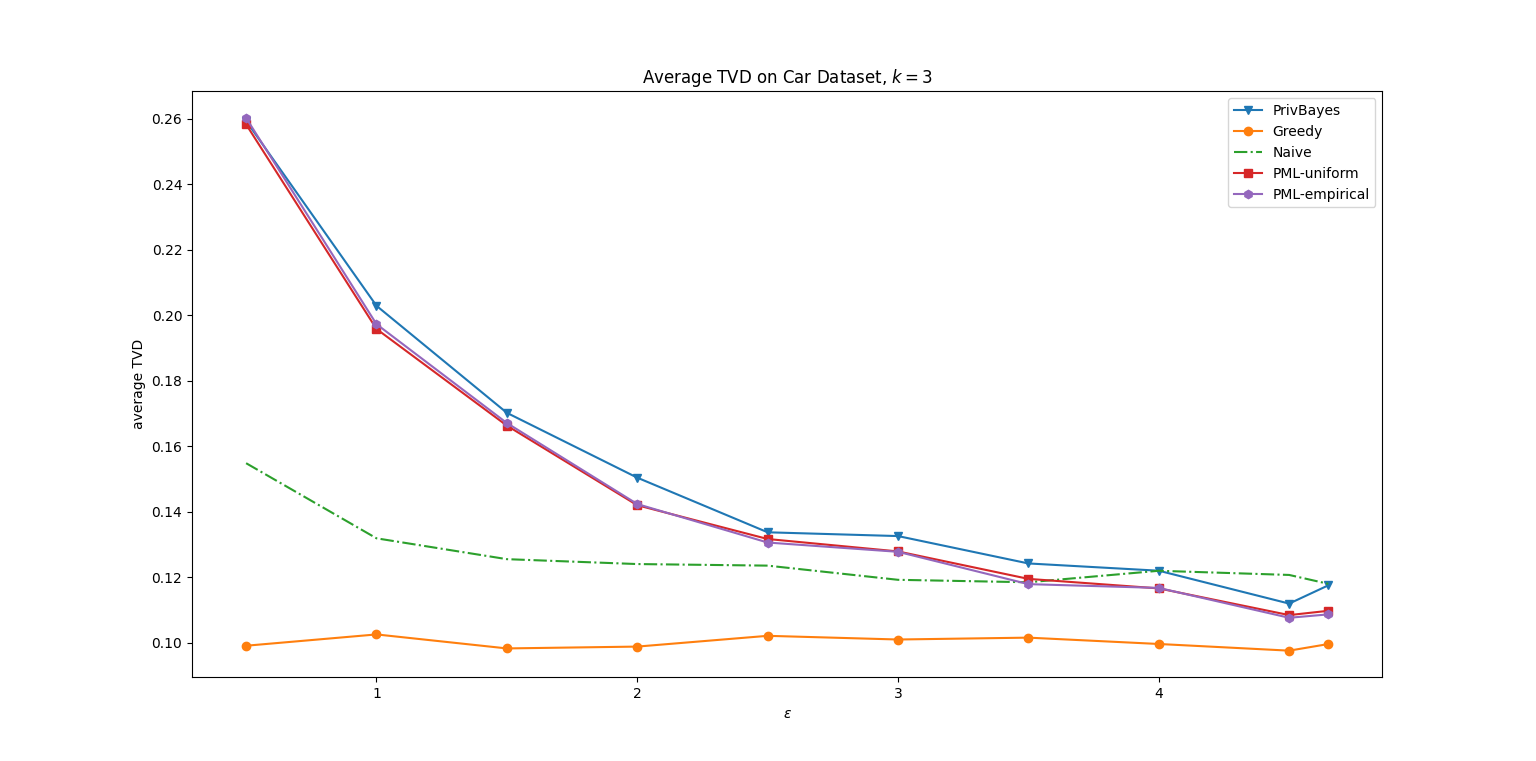 Average TVD on Car Dataset, k = 3
PrivBayes
Greedy
Naive
PML-uniform
PML-empirical
average TVD
0.26
0.24
0.22
0.20
0.18
0.16
0.14
0.12
0.10
1 2 3 4
ε